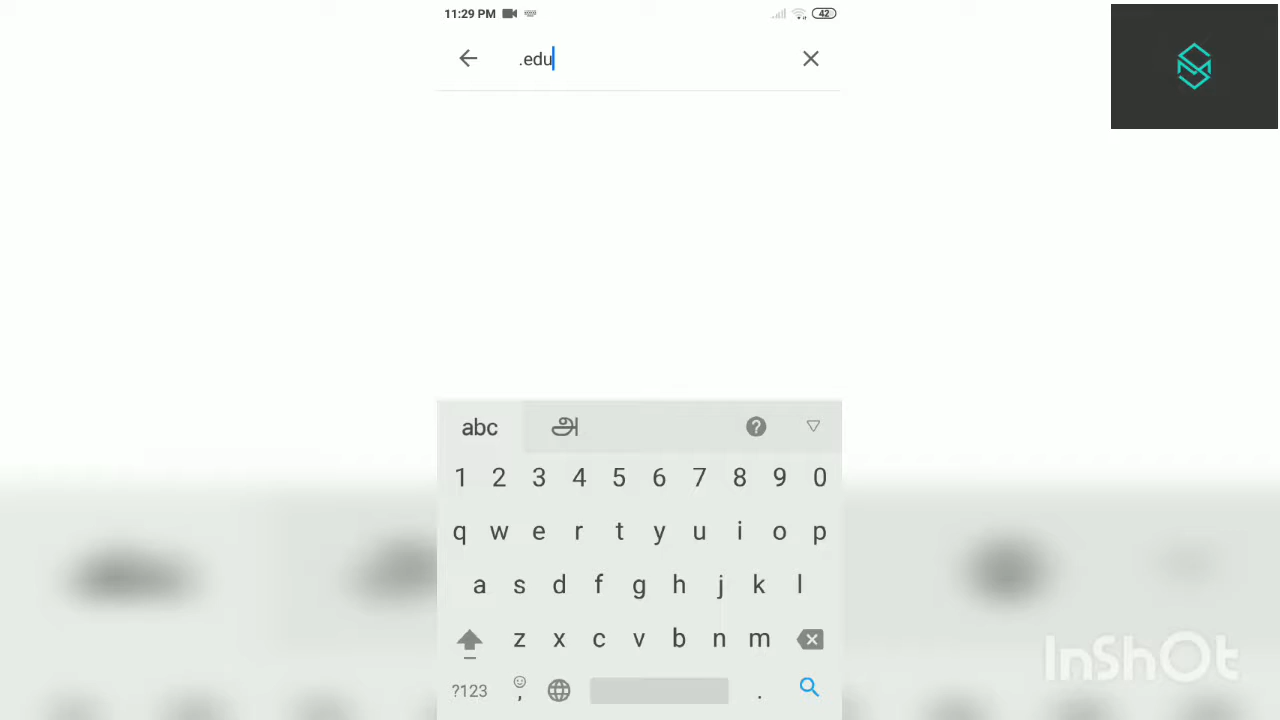 11:29 PM 42
.edu
abc அ
1 2 3 4 5 6 7 8 9 0
q w e r t y u i o p
a s d f g h j k l
z x c v b n m
?123 , .
InShOt